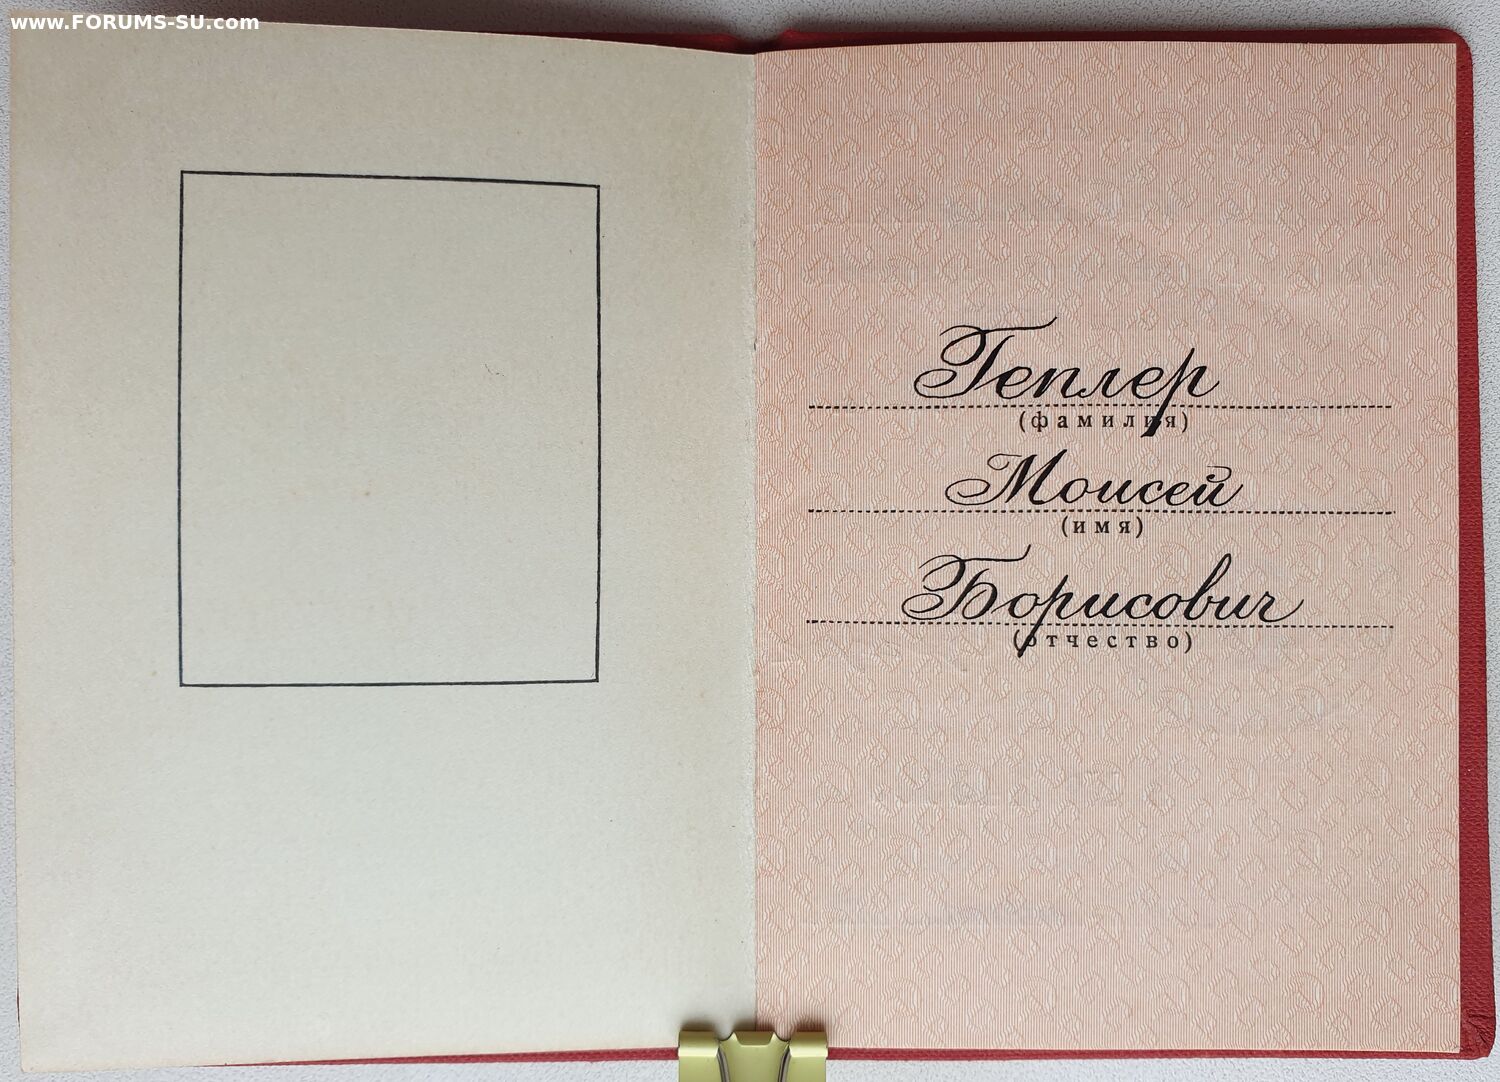 www.FORUMS-SU.com
Геплер
(фамилия)
Моисей
(имя)
Борисович
(отчество)